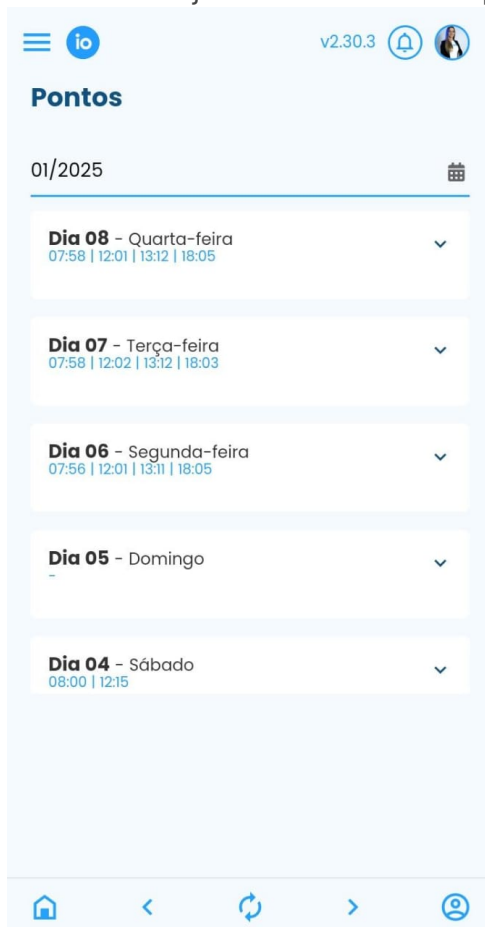 io
v2.30.3
Pontos
01/2025
Dia 08 - Quarta-feira
07:58 | 12:01 | 13:12 | 18:05
Dia 07 - Terça-feira
07:58 | 12:02 | 13:12 | 18:03
Dia 06 - Segunda-feira
07:56 | 12:01 | 13:11 | 18:05
Dia 05 - Domingo
-
Dia 04 - Sábado
08:00 | 12:15